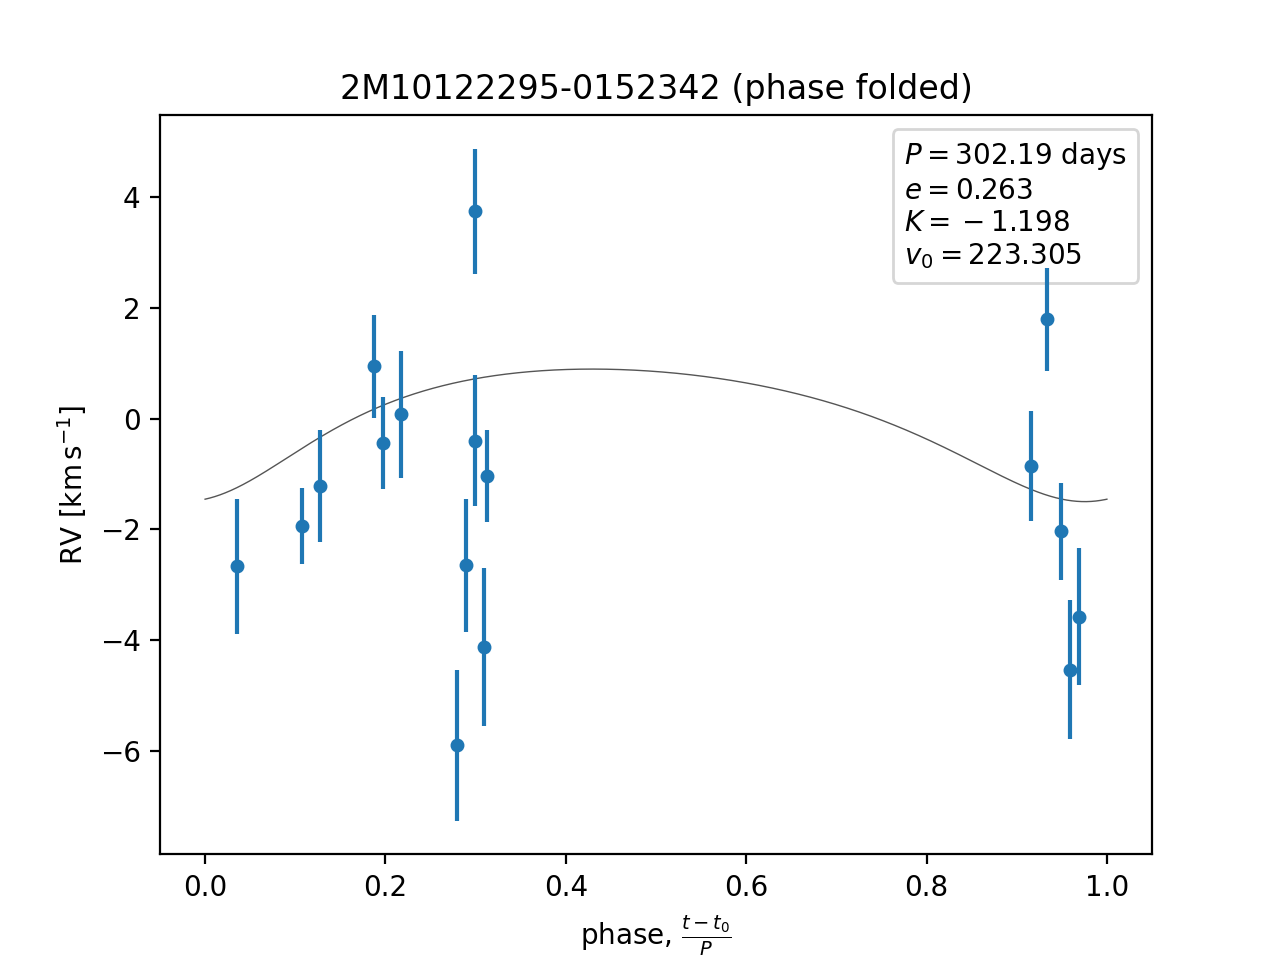 2M10122295-0152342 (phase folded)
P = 302.19 days
e = 0.263
K = −1.198
v₀ = 223.305
RV [km s⁻¹]
4
2
0
−2
−4
−6
0.0 0.2 0.4 0.6 0.8 1.0
phase, (t − t₀)/P